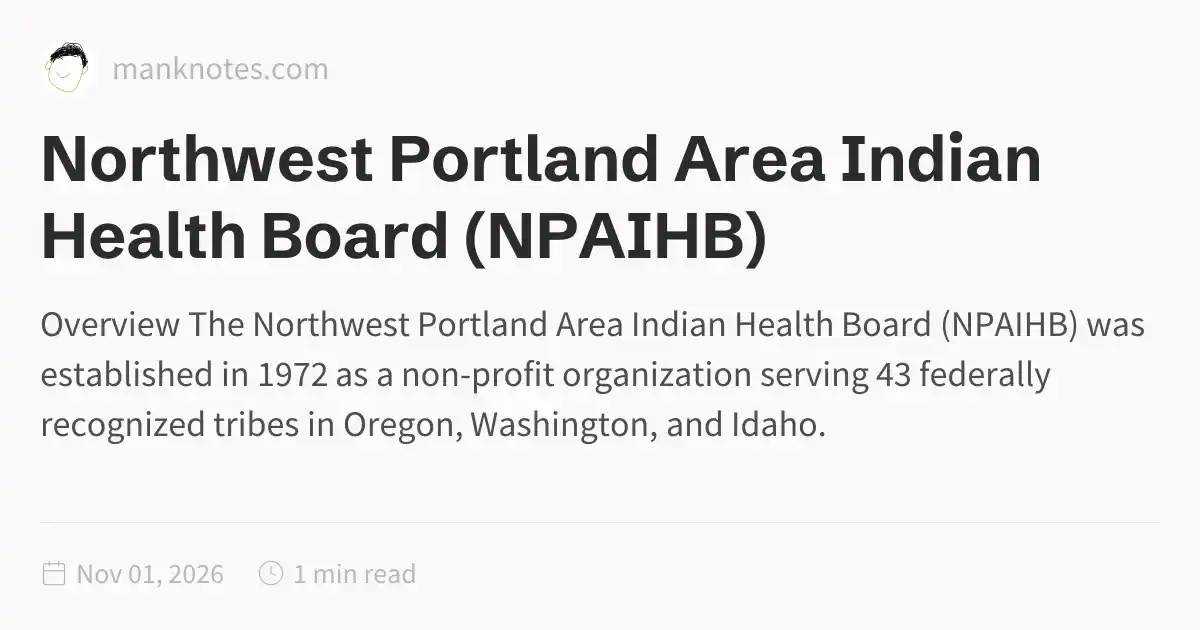 manknotes.com
Northwest Portland Area Indian
Health Board (NPAIHB)
Overview The Northwest Portland Area Indian Health Board (NPAIHB) was
established in 1972 as a non-profit organization serving 43 federally
recognized tribes in Oregon, Washington, and Idaho.
Nov 01, 2026 1 min read